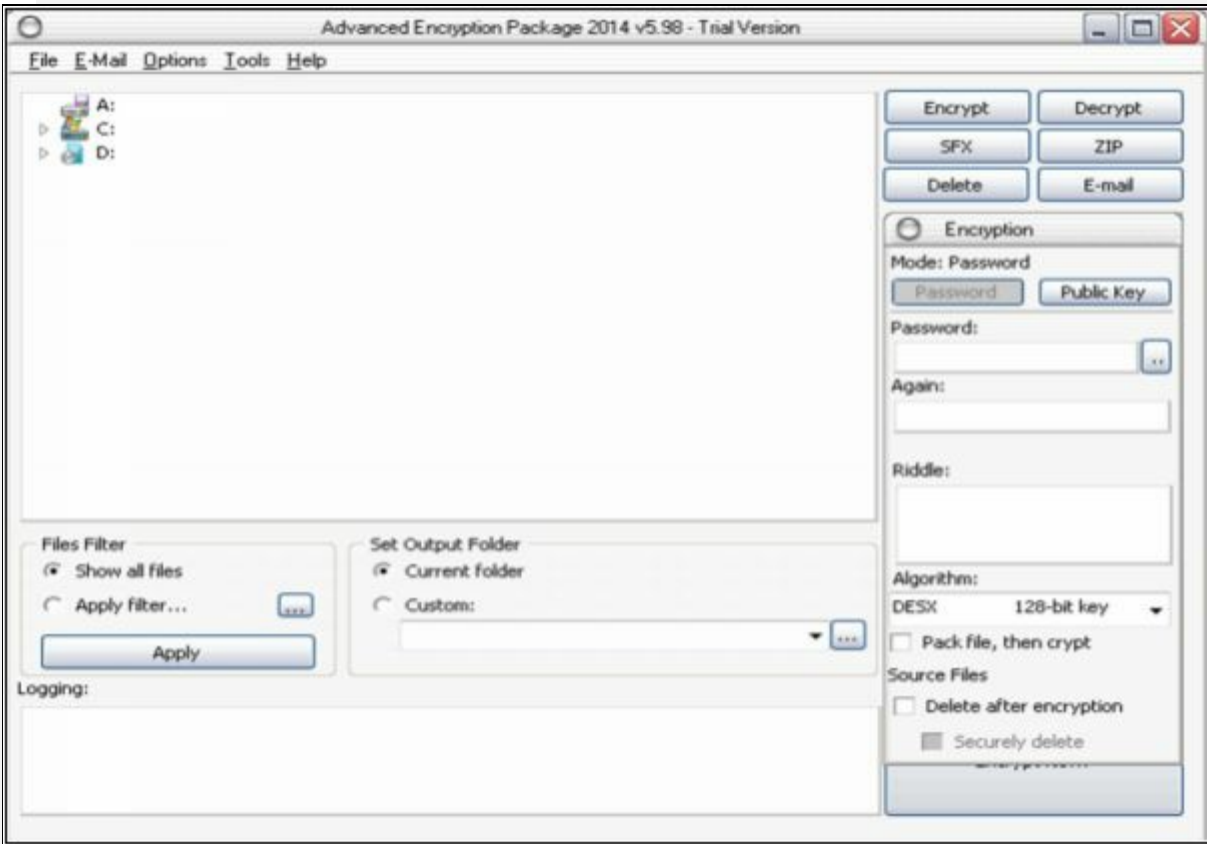 Advanced Encryption Package 2014 v5.98 - Trial Version
File E-Mail Options Tools Help
A:
C:
D:
Encrypt Decrypt
SFX ZIP
Delete E-mail
Encryption
Mode: Password
Password Public Key
Password:
..
Again:
Riddle:
Algorithm:
DESX 128-bit key
Pack file, then crypt
Source Files
Delete after encryption
Securely delete
Files Filter
Show all files
Apply filter... ...
Apply
Set Output Folder
Current folder
Custom:
...
Logging: